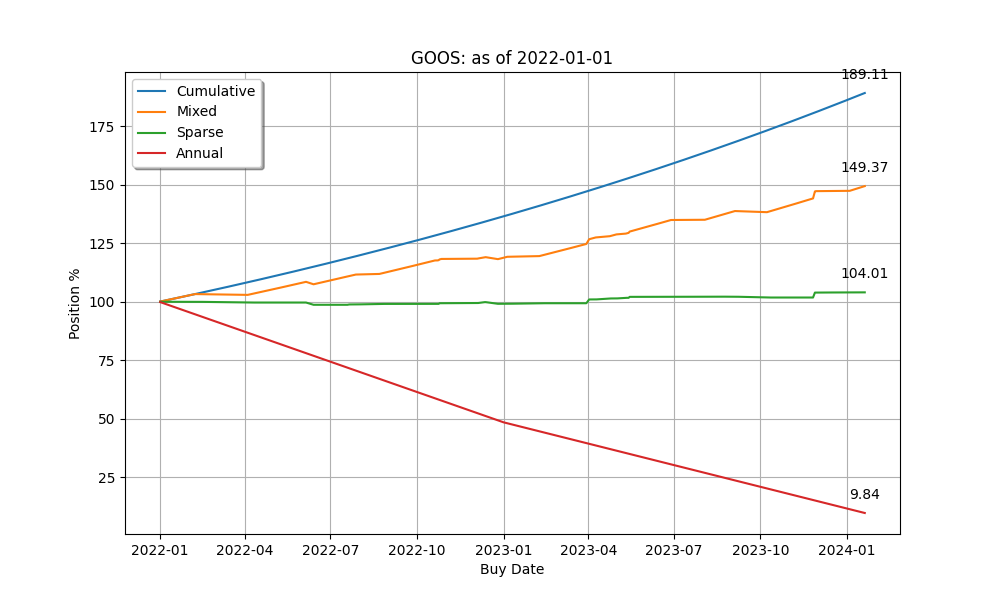 GOOS: as of 2022-01-01
Cumulative
Mixed
Sparse
Annual
189.11
149.37
104.01
9.84
Position %
175
150
125
100
75
50
25
2022-01 2022-04 2022-07 2022-10 2023-01 2023-04 2023-07 2023-10 2024-01
Buy Date